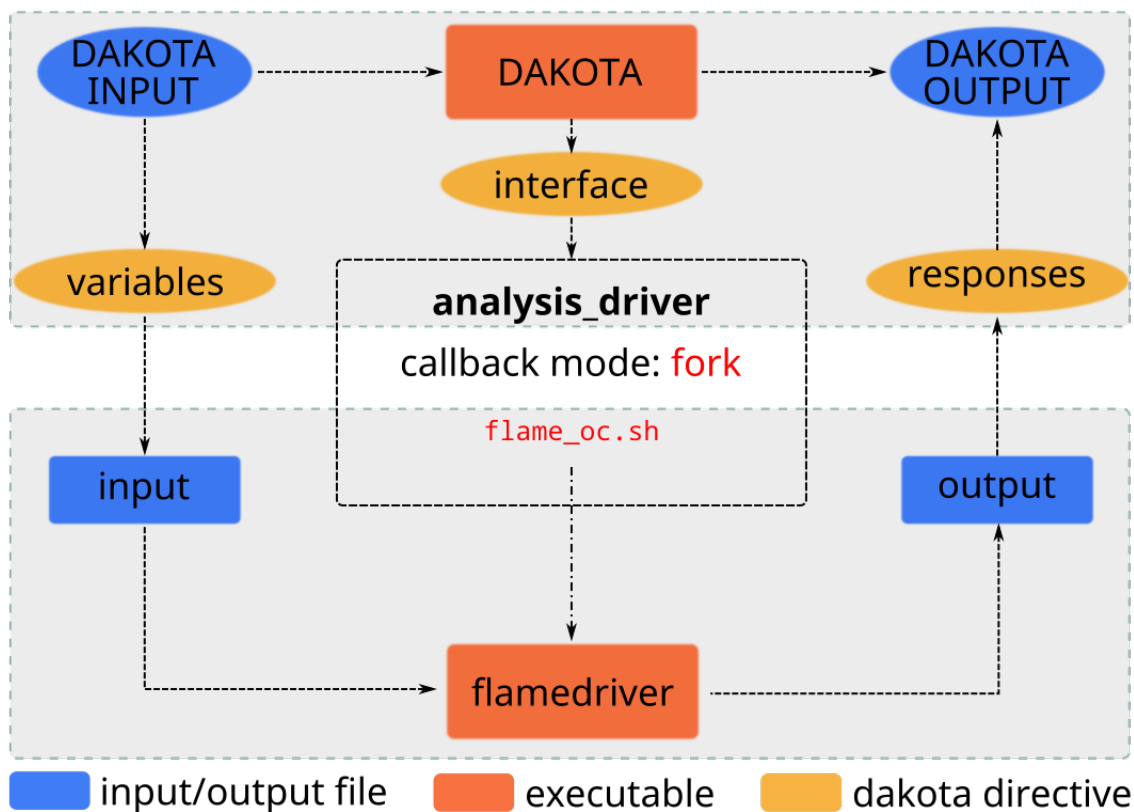 DAKOTA
INPUT
DAKOTA
DAKOTA
OUTPUT
interface
variables
responses
analysis_driver
callback mode: fork
flame_oc.sh
input
output
flamedriver
input/output file
executable
dakota directive